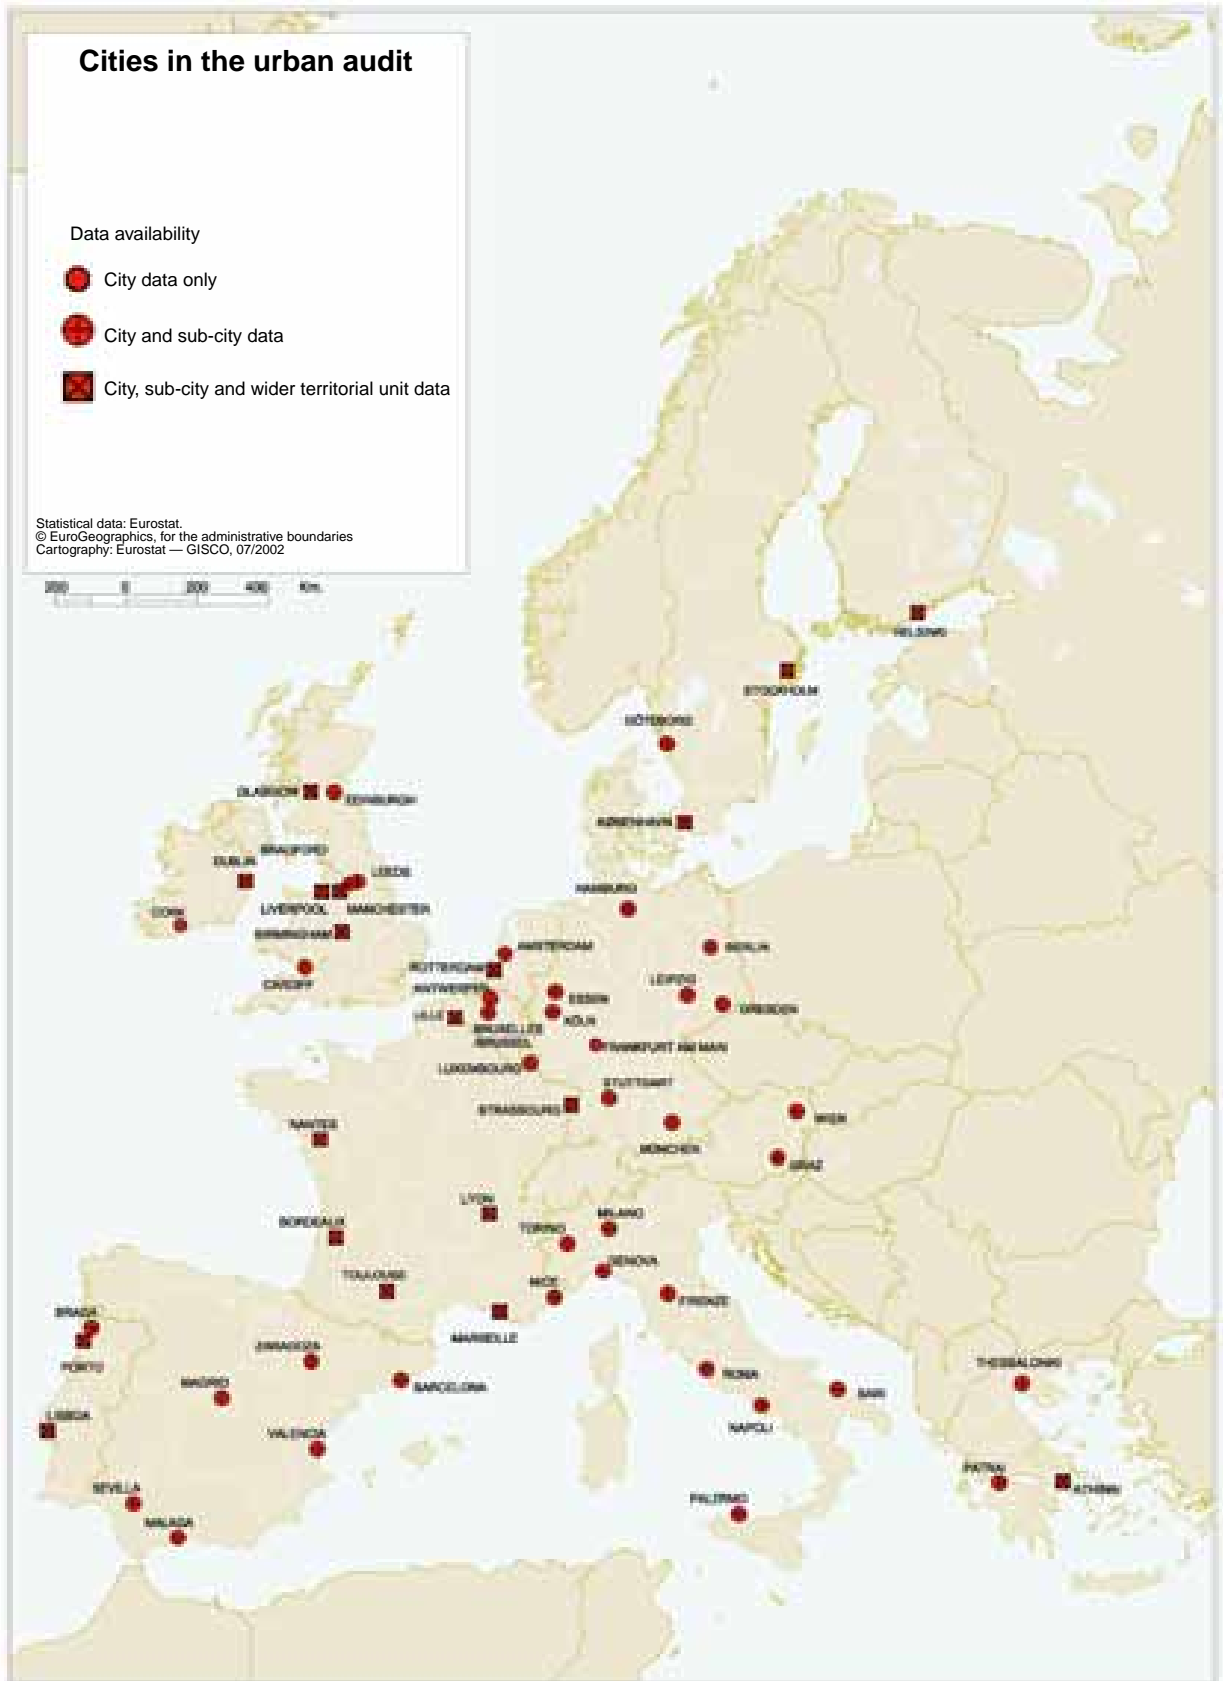 Cities in the urban audit
Data availability
City data only
City and sub-city data
City, sub-city and wider territorial unit data
Statistical data: Eurostat.
© EuroGeographics, for the administrative boundaries
Cartography: Eurostat — GISCO, 07/2002
200 0 200 400 Km.
HELSINKI
STOCKHOLM
GÖTEBORG
GLASGOW
EDINBURGH
KØBENHAVN
BRADFORD
DUBLIN
LEEDS
HAMBURG
LIVERPOOL
MANCHESTER
CORK
BIRMINGHAM
AMSTERDAM
BERLIN
ROTTERDAM
CARDIFF
LEIPZIG
ANTWERPEN
ESSEN
DRESDEN
LILLE
KÖLN
BRUXELLES
/BRUSSEL
FRANKFURT AM MAIN
LUXEMBOURG
STUTTGART
STRASBOURG
WIEN
NANTES
MÜNCHEN
GRAZ
LYON
MILANO
BORDEAUX
TORINO
GENOVA
TOULOUSE
NICE
FIRENZE
BRAGA
MARSEILLE
ZARAGOZA
PORTO
THESSALONIKI
ROMA
MADRID
BARCELONA
BARI
LISBOA
NAPOLI
VALENCIA
PATRAI
SEVILLA
ATHINAI
PALERMO
MALAGA